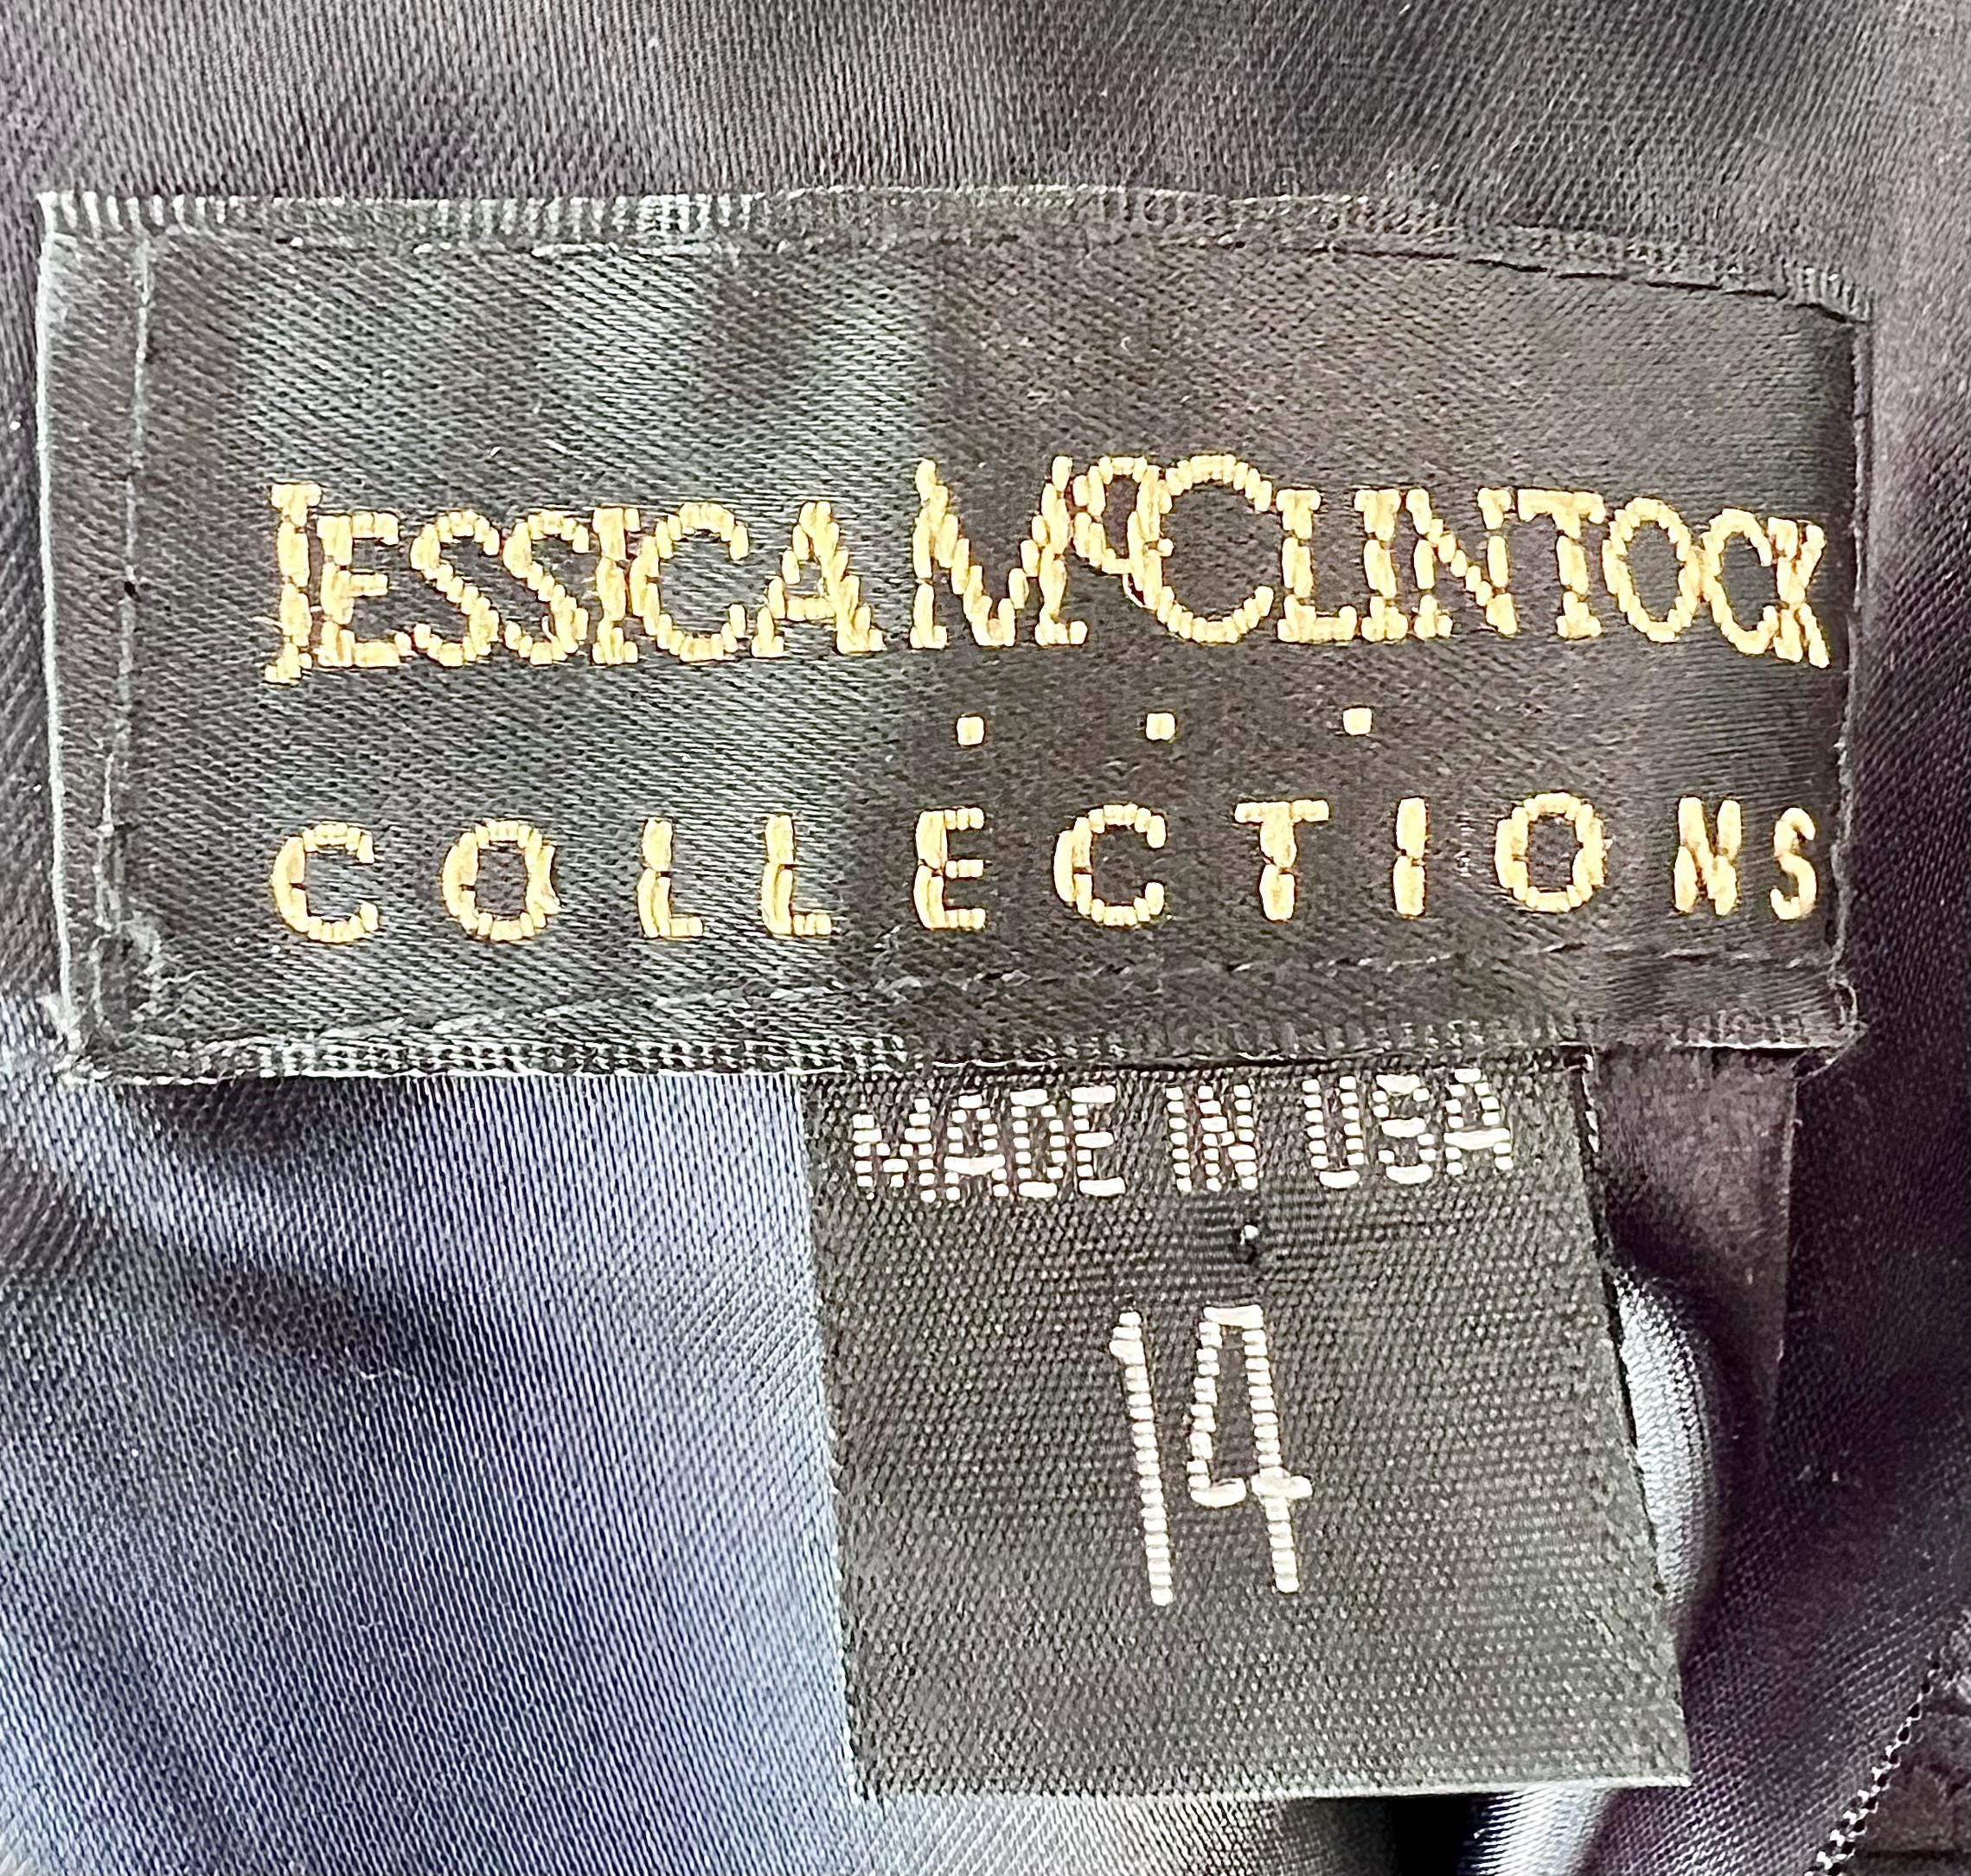 JESSICA McCLINTOCK
. . .
COLLECTIONS
MADE IN USA
14